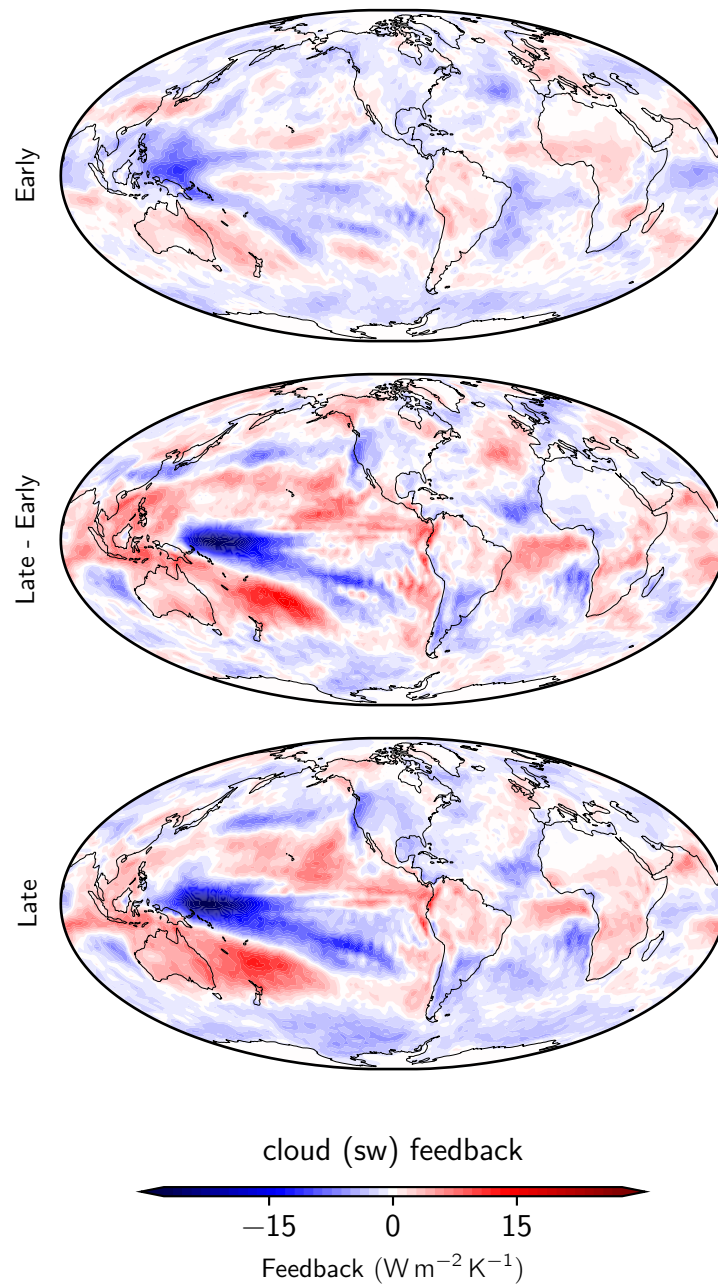 Early
Late - Early
Late
cloud (sw) feedback
−15 0 15
Feedback (W m⁻² K⁻¹)